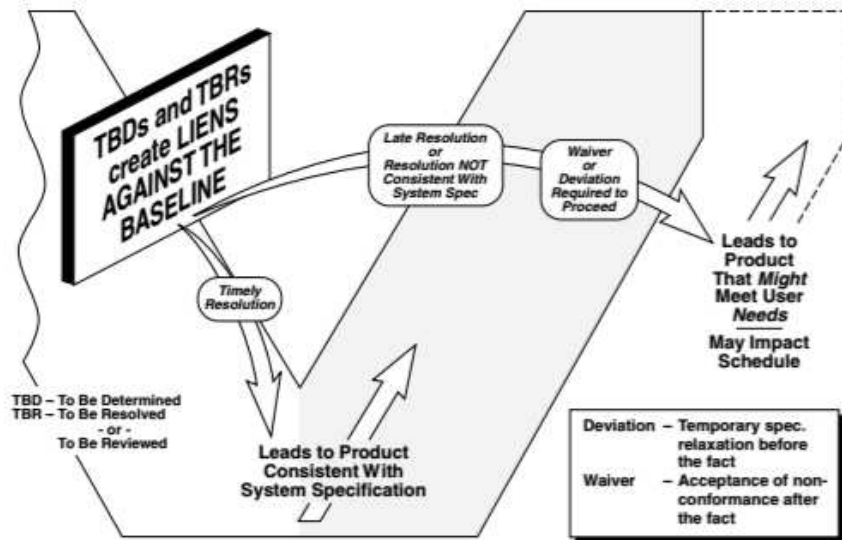 TBDs and TBRs
create LIENS
AGAINST THE
BASELINE
Late Resolution
or
Resolution NOT
Consistent With
System Spec
Waiver
or
Deviation
Required to
Proceed
Leads to
Product
That Might
Meet User
Needs
May Impact
Schedule
Timely
Resolution
TBD – To Be Determined
TBR – To Be Resolved
- or -
To Be Reviewed
Leads to Product
Consistent With
System Specification
Deviation – Temporary spec.
relaxation before
the fact
Waiver – Acceptance of non-
conformance after
the fact